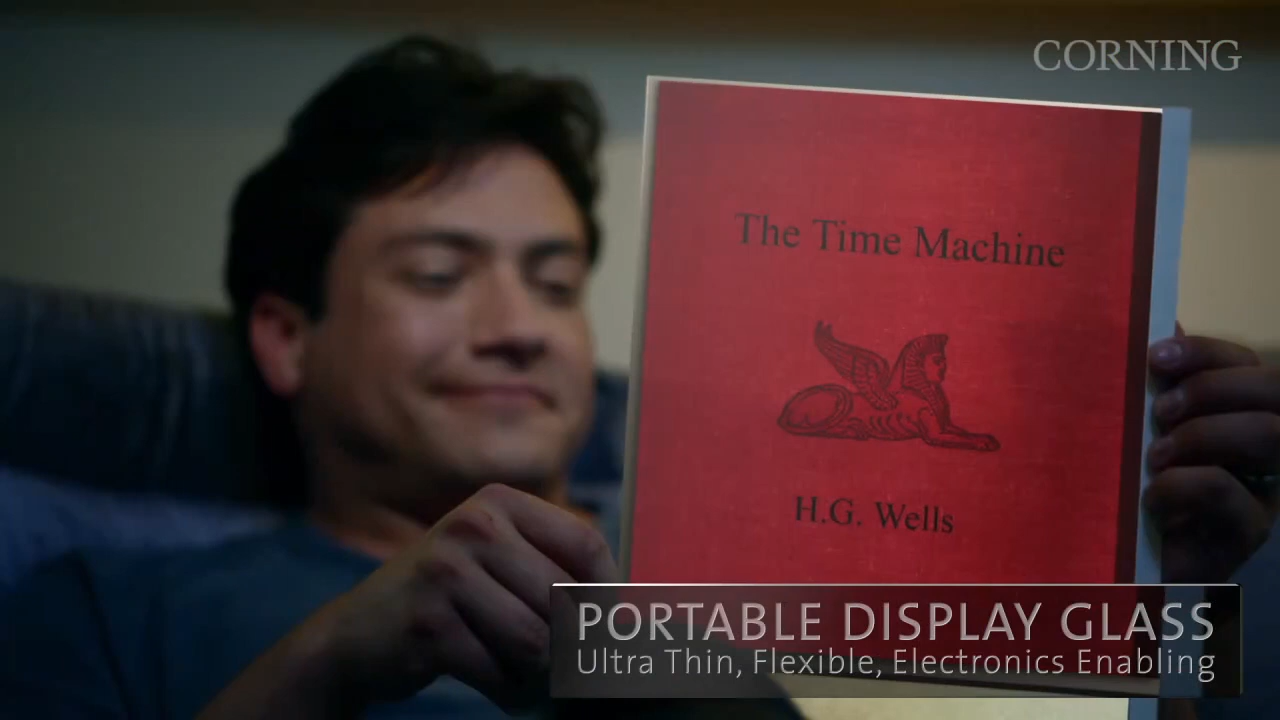 CORNING
The Time Machine
H.G. Wells
PORTABLE DISPLAY GLASS
Ultra Thin, Flexible, Electronics Enabling